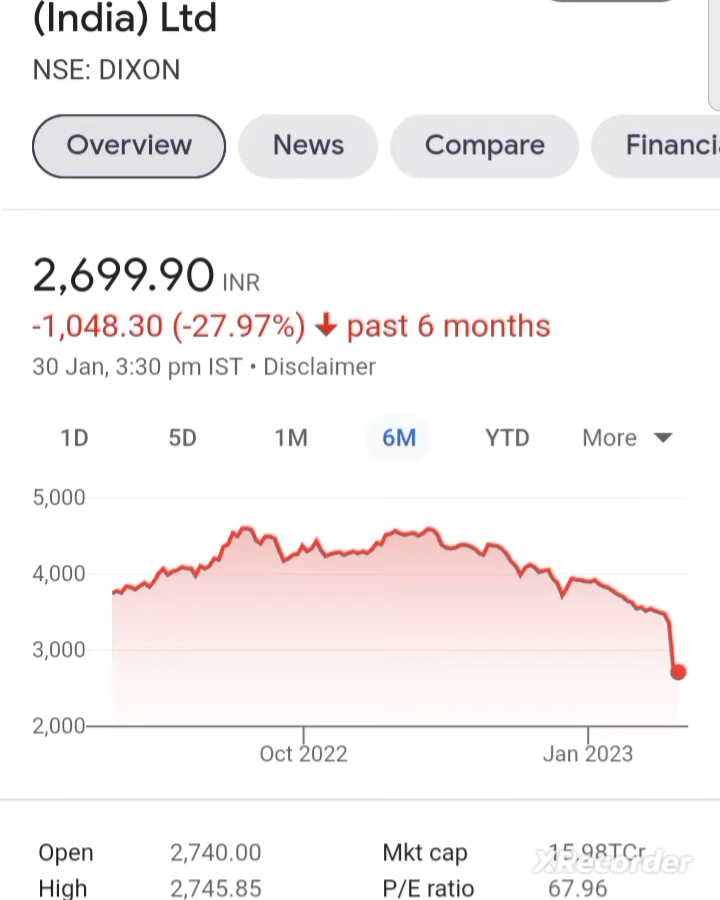 (India) Ltd
NSE: DIXON
Overview News Compare Financi
2,699.90 INR
-1,048.30 (-27.97%) ↓ past 6 months
30 Jan, 3:30 pm IST • Disclaimer
1D 5D 1M 6M YTD More
5,000
4,000
3,000
2,000
Oct 2022 Jan 2023
Open 2,740.00 Mkt cap 15.98TCr
XRecorder
High 2,745.85 P/E ratio 67.96